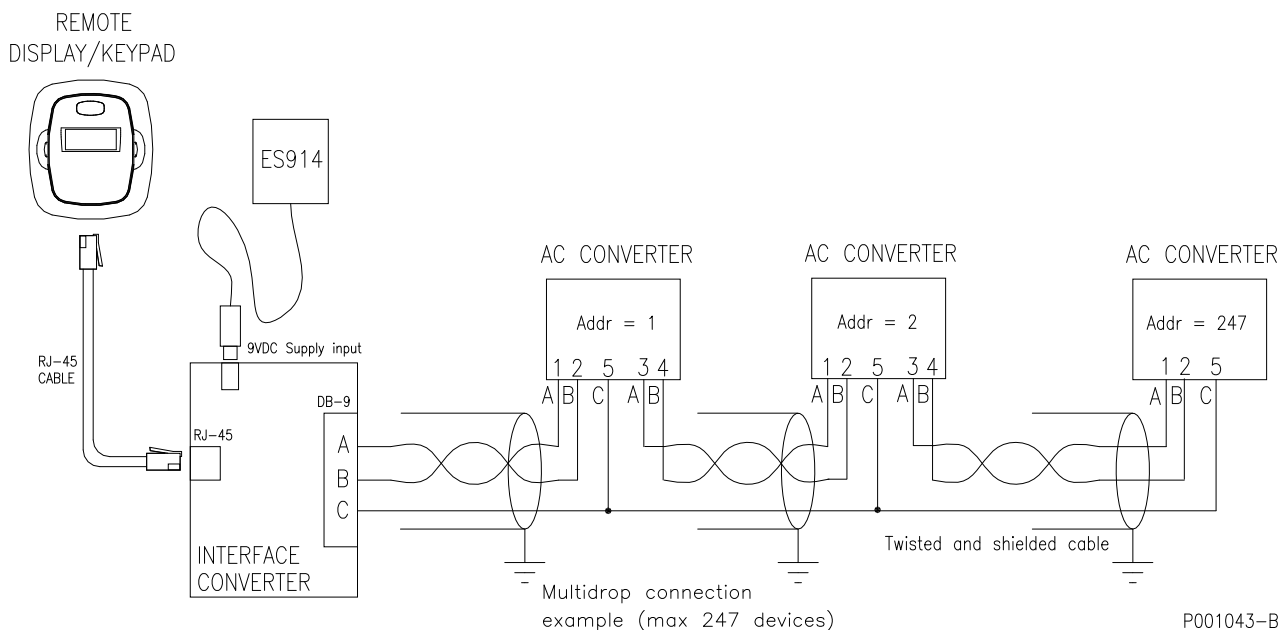 REMOTE
DISPLAY/KEYPAD
ES914
AC CONVERTER
AC CONVERTER
AC CONVERTER
Addr = 1
Addr = 2
Addr = 247
1 2 5 3 4
1 2 5 3 4
1 2 5
A B C A B
A B C A B
A B C
9VDC Supply input
RJ-45
CABLE
DB-9
RJ-45
A
B
C
INTERFACE
CONVERTER
Twisted and shielded cable
Multidrop connection
example (max 247 devices)
P001043-B